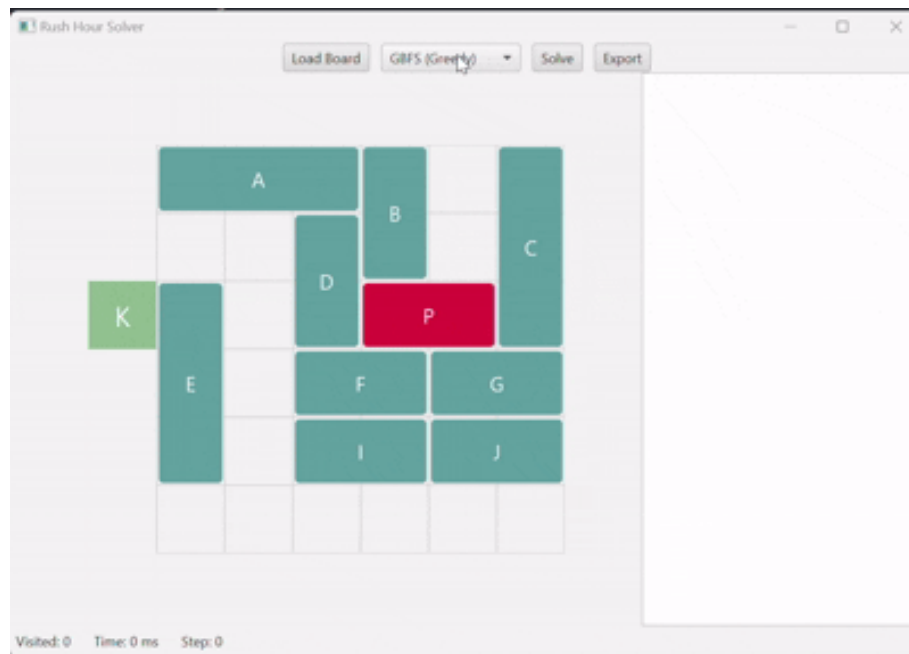 Rush Hour Solver
Load Board GBFS (Greedy) Solve Export
A
B
C
D
K
P
E
F G
I J
Visited: 0 Time: 0 ms Step: 0